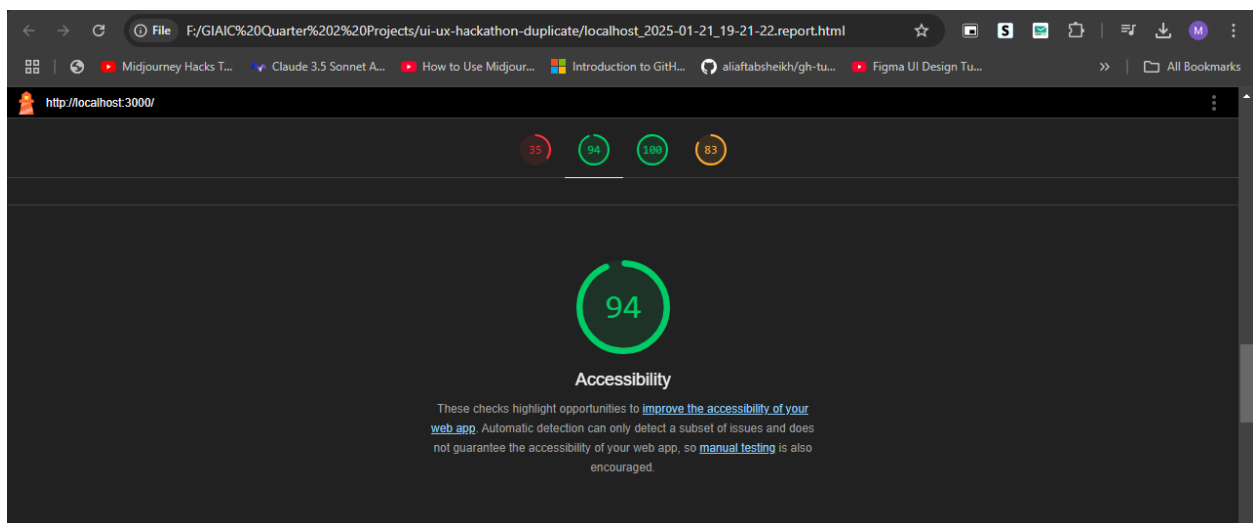 File F:/GIAIC%20Quarter%202%20Projects/ui-ux-hackathon-duplicate/localhost_2025-01-21_19-21-22.report.html S M
Midjourney Hacks T... Claude 3.5 Sonnet A... How to Use Midjour... Introduction to GitH... aliaftabsheikh/gh-tu... Figma UI Design Tu... » All Bookmarks
http://localhost:3000/
35 94 100 83
94
Accessibility
These checks highlight opportunities to improve the accessibility of your
web app. Automatic detection can only detect a subset of issues and does
not guarantee the accessibility of your web app, so manual testing is also
encouraged.